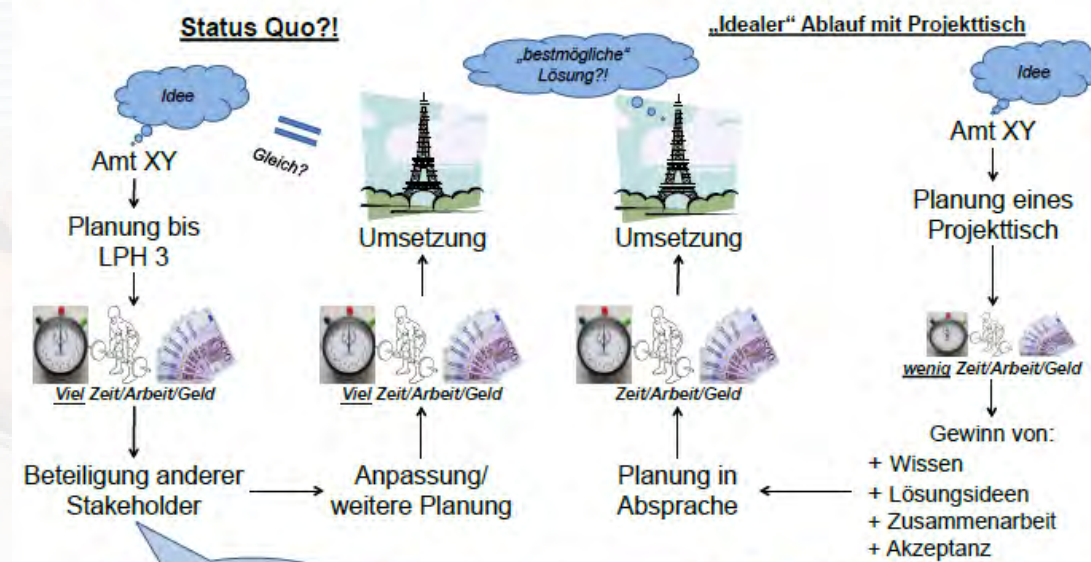 Status Quo?!
Idee
Amt XY
Gleich?
Planung bis
LPH 3
Viel Zeit/Arbeit/Geld
Beteiligung anderer
Stakeholder
Anpassung/
weitere Planung
Viel Zeit/Arbeit/Geld
Umsetzung
„bestmögliche“
Lösung?!
„Idealer“ Ablauf mit Projekttisch
Idee
Amt XY
Planung eines
Projekttisch
wenig Zeit/Arbeit/Geld
Gewinn von:
+ Wissen
+ Lösungsideen
+ Zusammenarbeit
+ Akzeptanz
Planung in
Absprache
Zeit/Arbeit/Geld
Umsetzung